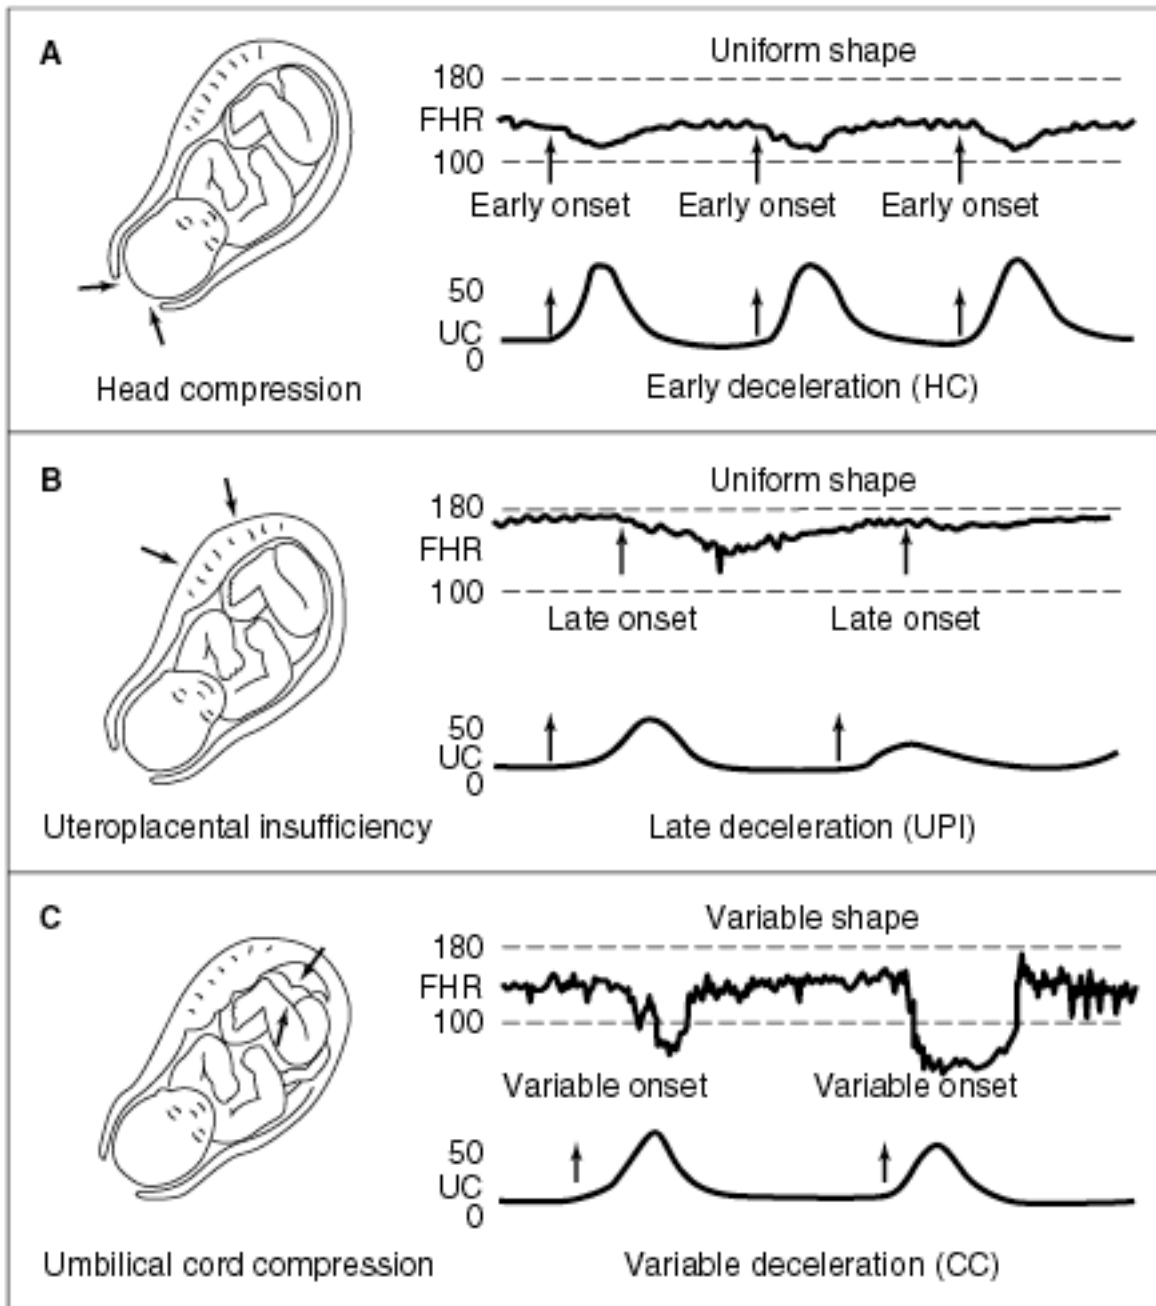 A
Uniform shape
180
FHR
100
Early onset Early onset Early onset
50
UC
0
Head compression
Early deceleration (HC)
B
Uniform shape
180
FHR
100
Late onset Late onset
50
UC
0
Uteroplacental insufficiency
Late deceleration (UPI)
C
Variable shape
180
FHR
100
Variable onset Variable onset
50
UC
0
Umbilical cord compression
Variable deceleration (CC)